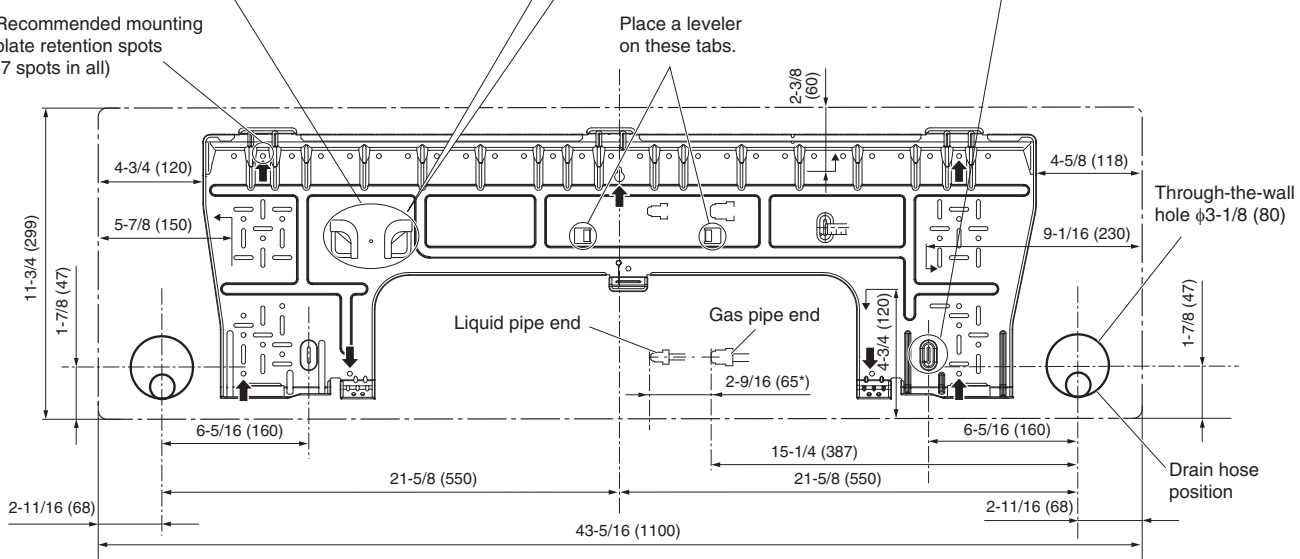 Recommended mounting
plate retention spots
7 spots in all)
Place a leveler
on these tabs.
2-3/8
(60)
4-3/4 (120)
4-5/8 (118)
Through-the-wall
hole ϕ3-1/8 (80)
5-7/8 (150)
9-1/16 (230)
11-3/4 (299)
1-7/8 (47)
Liquid pipe end
Gas pipe end
4-3/4 (120)
1-7/8 (47)
2-9/16 (65*)
6-5/16 (160)
6-5/16 (160)
15-1/4 (387)
21-5/8 (550)
21-5/8 (550)
Drain hose
position
2-11/16 (68)
2-11/16 (68)
43-5/16 (1100)